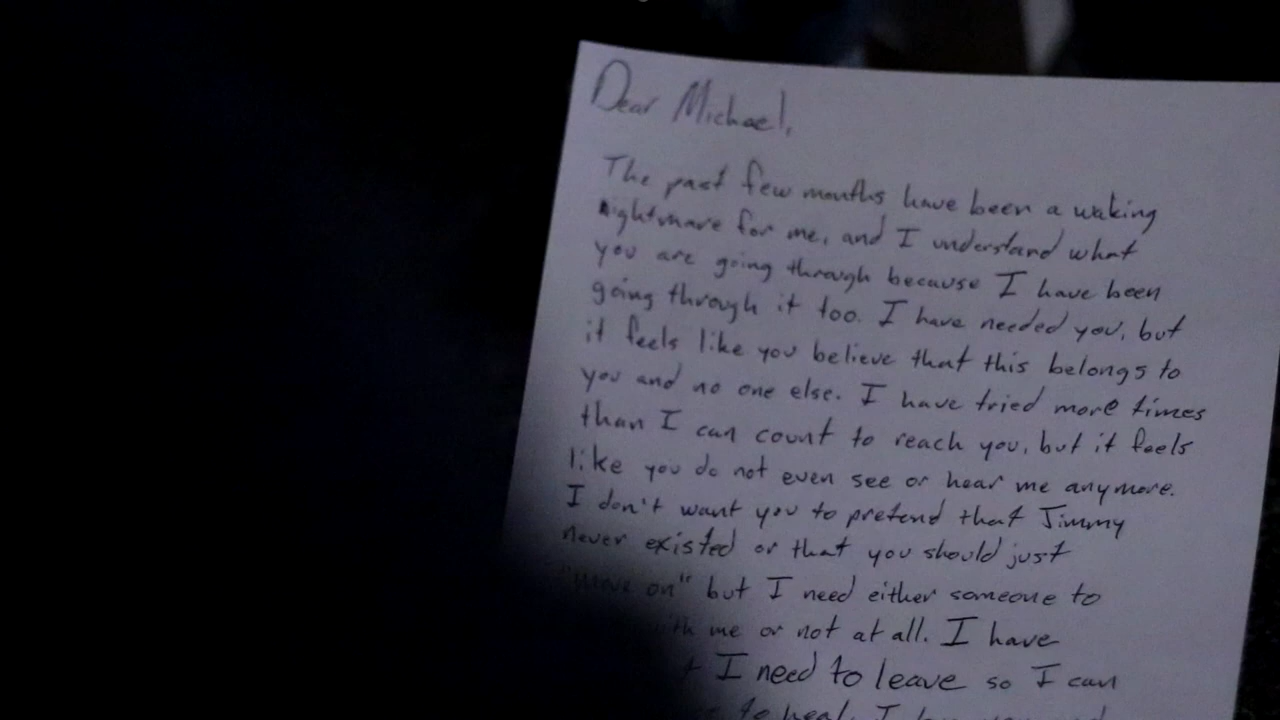 Dear Michael,
The past few months have been a waking
nightmare for me, and I understand what
you are going through because I have been
going through it too. I have needed you, but
it feels like you believe that this belongs to
you and no one else. I have tried more times
than I can count to reach you, but it feels
like you do not even see or hear me anymore.
I don't want you to pretend that Jimmy
never existed or that you should just
"move on" but I need either someone to
me or not at all. I have
I need to leave so I can
to heal. I